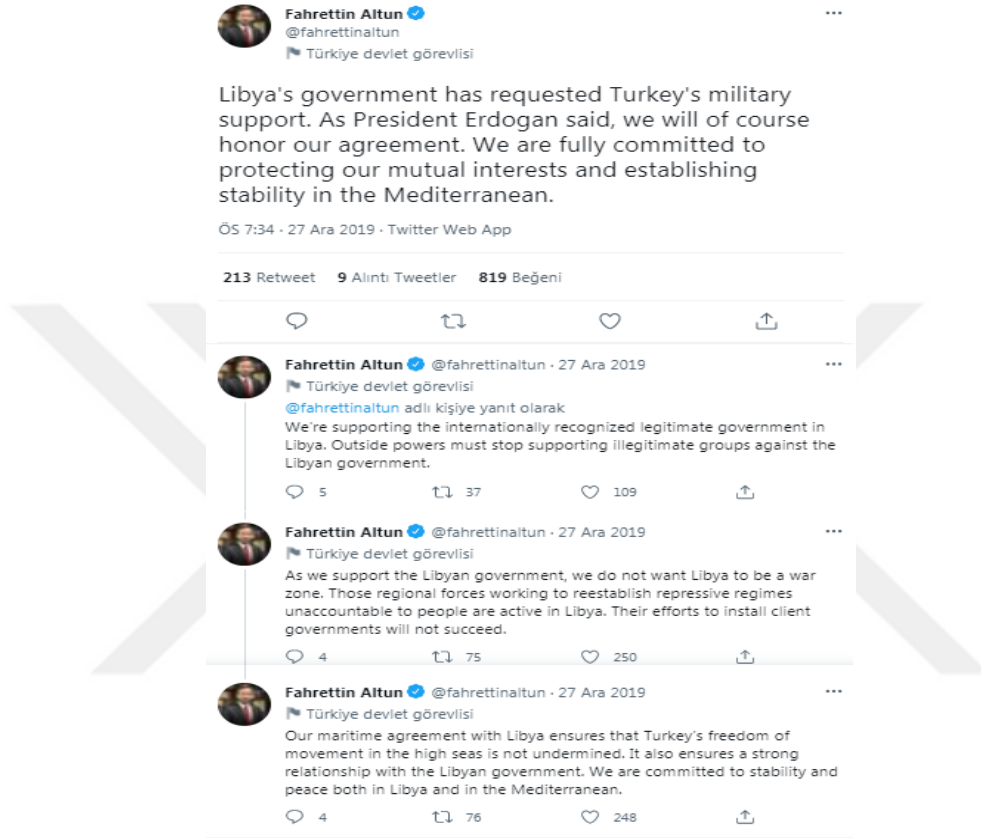 Fahrettin Altun
@fahrettinaltun
Türkiye devlet görevlisi
Libya's government has requested Turkey's military
support. As President Erdogan said, we will of course
honor our agreement. We are fully committed to
protecting our mutual interests and establishing
stability in the Mediterranean.
ÖS 7:34 · 27 Ara 2019 · Twitter Web App
213 Retweet 9 Alıntı Tweetler 819 Beğeni
Fahrettin Altun @fahrettinaltun · 27 Ara 2019
Türkiye devlet görevlisi
@fahrettinaltun adlı kişiye yanıt olarak
We're supporting the internationally recognized legitimate government in
Libya. Outside powers must stop supporting illegitimate groups against the
Libyan government.
5 37 109
Fahrettin Altun @fahrettinaltun · 27 Ara 2019
Türkiye devlet görevlisi
As we support the Libyan government, we do not want Libya to be a war
zone. Those regional forces working to reestablish repressive regimes
unaccountable to people are active in Libya. Their efforts to install client
governments will not succeed.
4 75 250
Fahrettin Altun @fahrettinaltun · 27 Ara 2019
Türkiye devlet görevlisi
Our maritime agreement with Libya ensures that Turkey's freedom of
movement in the high seas is not undermined. It also ensures a strong
relationship with the Libyan government. We are committed to stability and
peace both in Libya and in the Mediterranean.
4 76 248